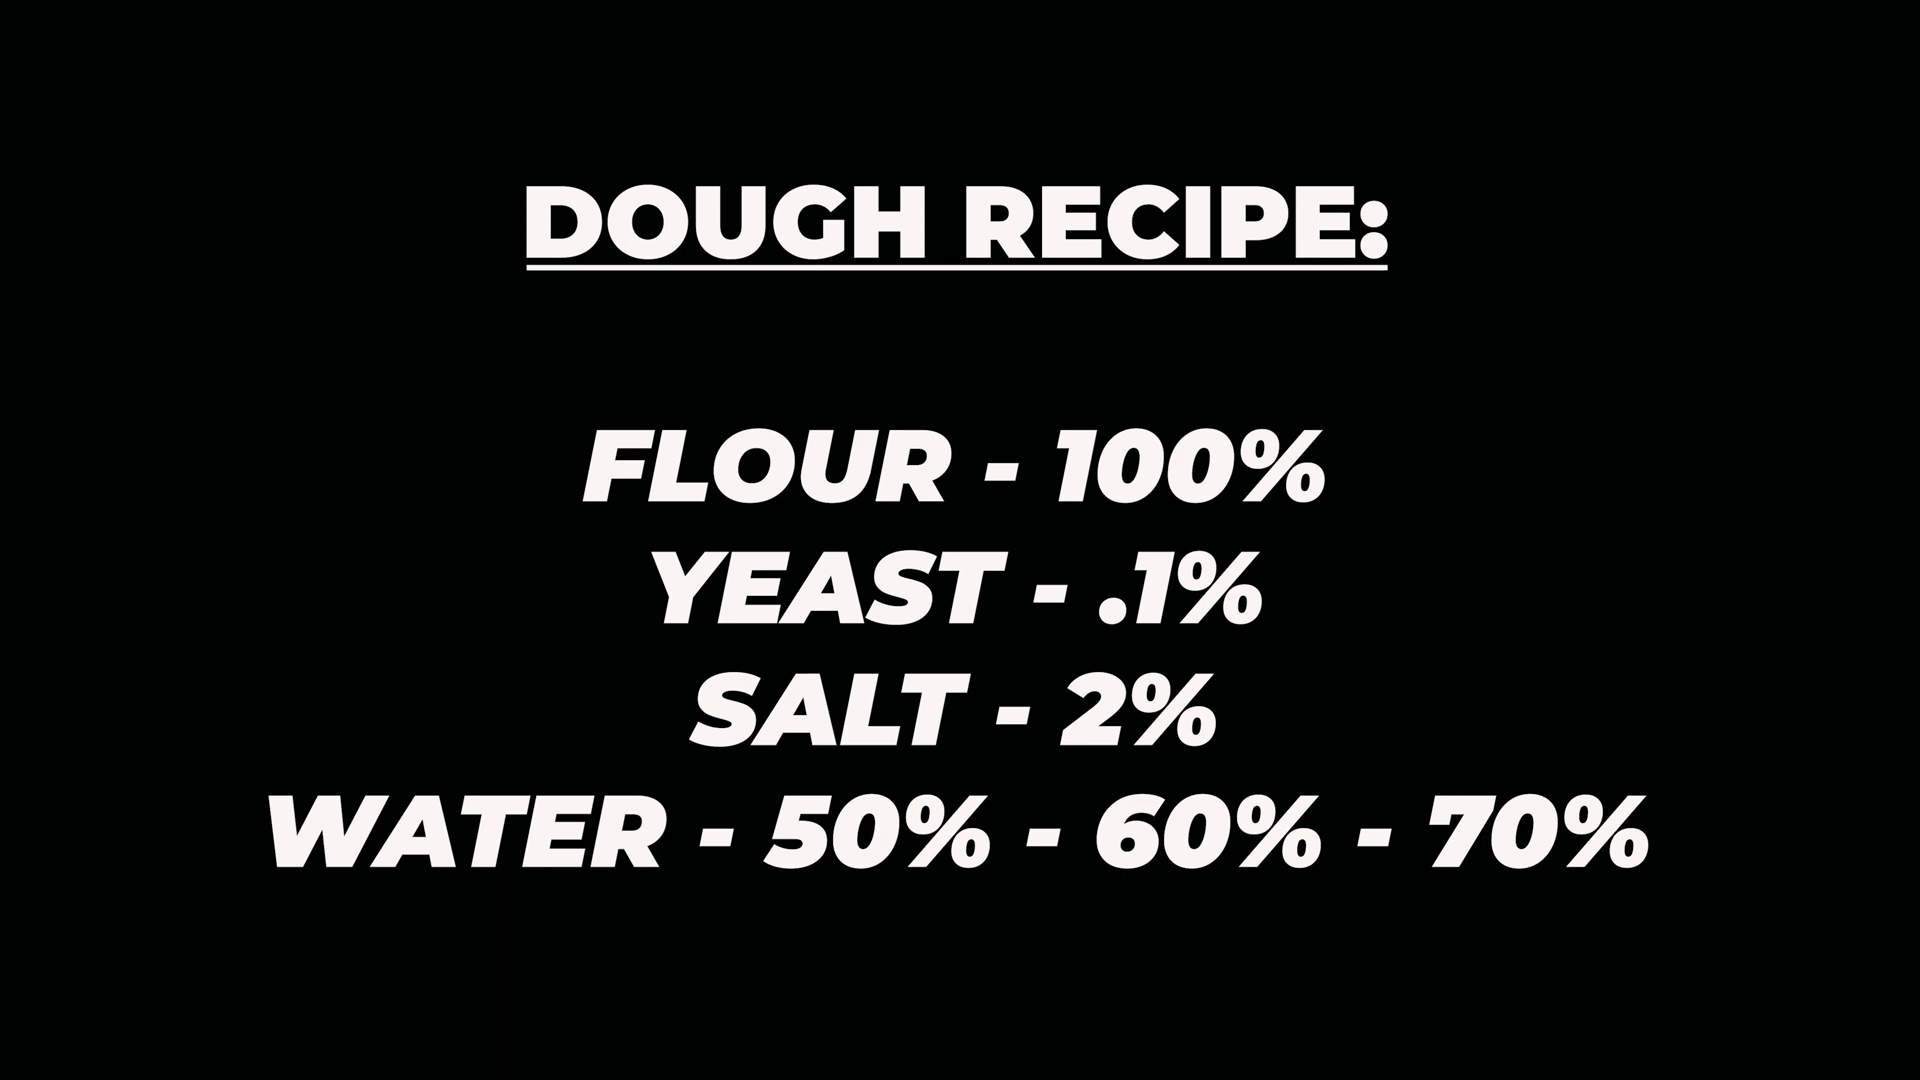 DOUGH RECIPE:
FLOUR - 100%
YEAST - .1%
SALT - 2%
WATER - 50% - 60% - 70%